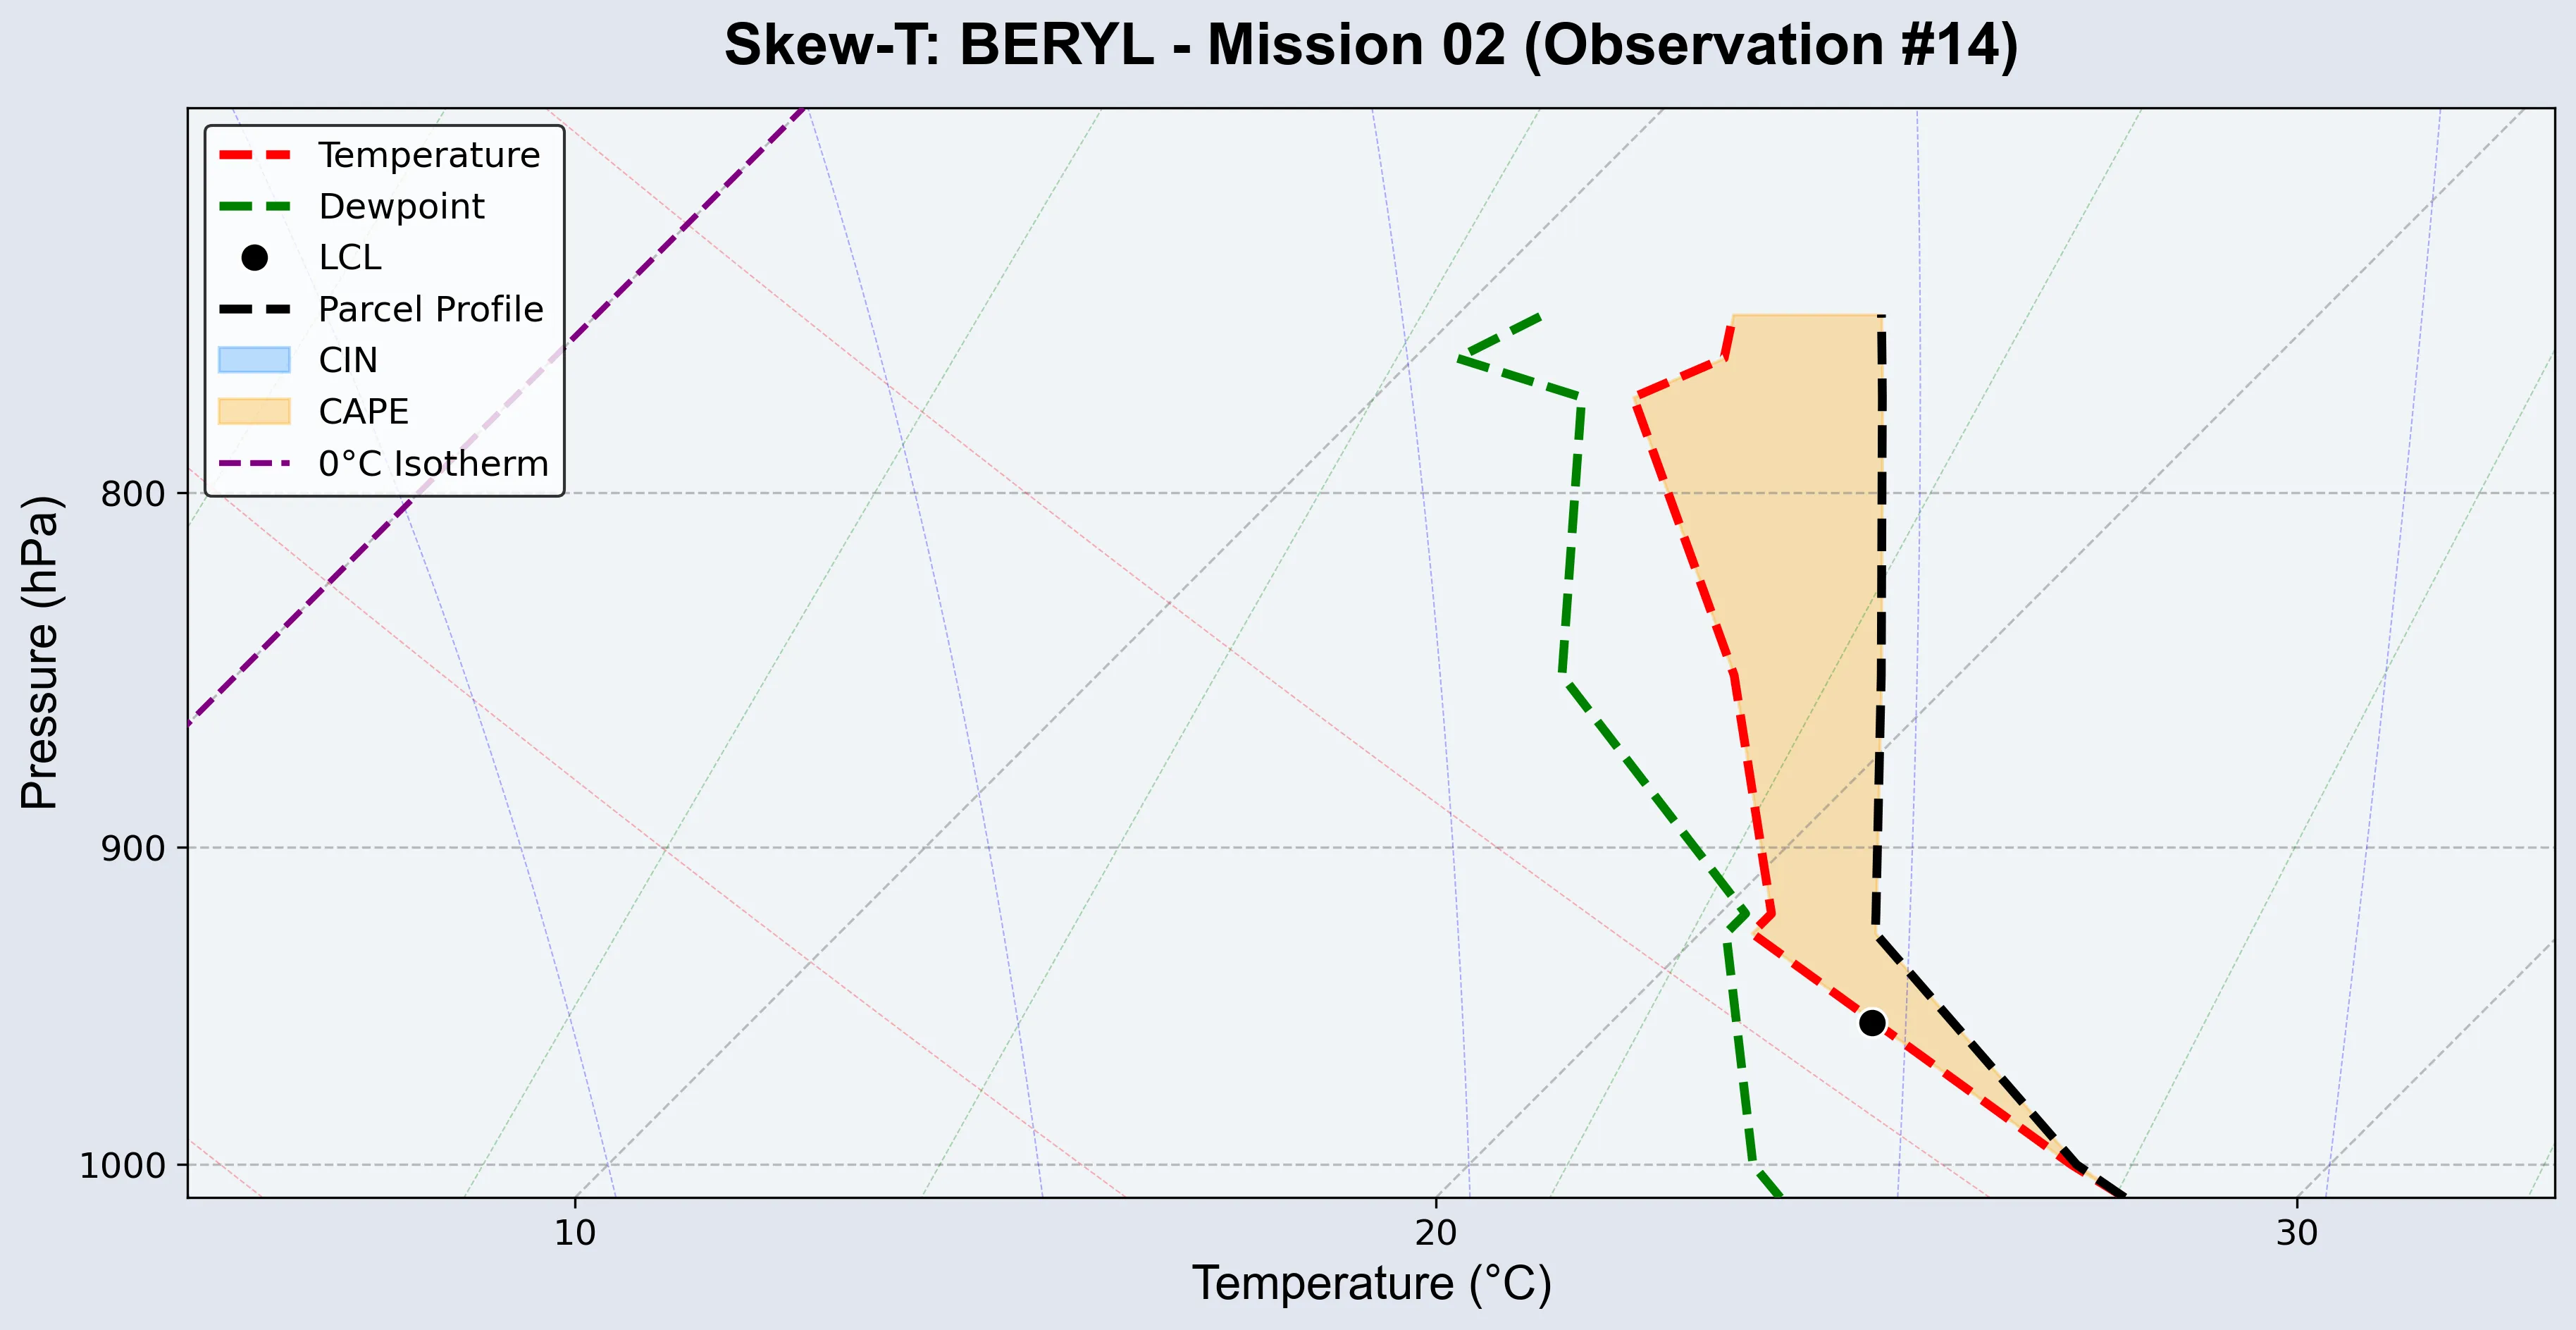 Skew-T: BERYL - Mission 02 (Observation #14)
Temperature
Dewpoint
LCL
Parcel Profile
CIN
CAPE
0°C Isotherm
Pressure (hPa)
800
900
1000
10
20
30
Temperature (°C)